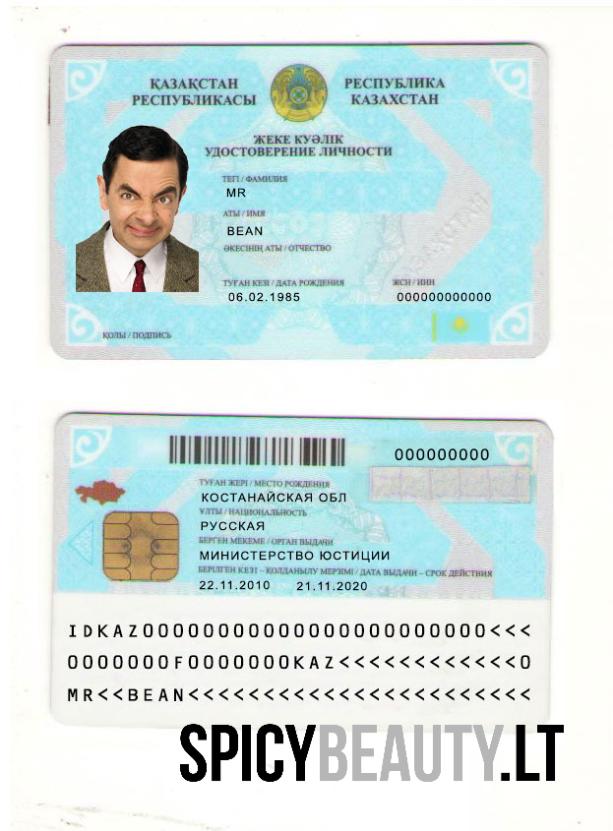 ҚАЗАҚСТАН РЕСПУБЛИКАСЫ
РЕСПУБЛИКА КАЗАХСТАН
ЖЕКЕ КУӘЛІК
УДОСТОВЕРЕНИЕ ЛИЧНОСТИ
ТЕГІ / ФАМИЛИЯ
MR
АТЫ / ИМЯ
BEAN
ӘКЕСІНІҢ АТЫ / ОТЧЕСТВО
ТУҒАН КЕЗІ / ДАТА РОЖДЕНИЯ
ЖСН / ИИН
06.02.1985
000000000000
ҚОЛЫ / ПОДПИСЬ
000000000
ТУҒАН ЖЕРІ / МЕСТО РОЖДЕНИЯ
КОСТАНАЙСКАЯ ОБЛ
ҰЛТЫ / НАЦИОНАЛЬНОСТЬ
РУССКАЯ
БЕРГЕН МЕКЕМЕ / ОРГАН ВЫДАЧИ
МИНИСТЕРСТВО ЮСТИЦИИ
БЕРІЛГЕН КЕЗІ – ҚОЛДАНЫЛУ МЕРЗІМІ / ДАТА ВЫДАЧИ – СРОК ДЕЙСТВИЯ
22.11.2010 21.11.2020
IDKAZ0000000000000000000000<<<
0000000F0000000KAZ<<<<<<<<<<<0
MR<<BEAN<<<<<<<<<<<<<<<<<<<<<<
SPICYBEAUTY.LT